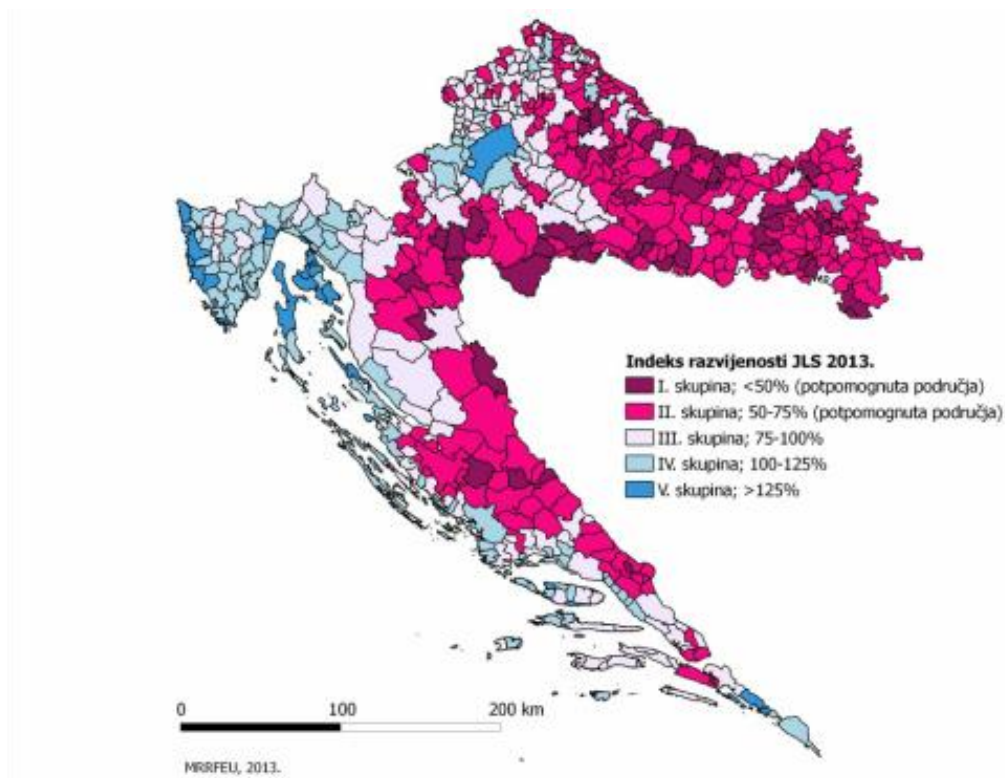 Indeks razvijenosti JLS 2013.
I. skupina; <50% (potpomognuta područja)
II. skupina; 50-75% (potpomognuta područja)
III. skupina; 75-100%
IV. skupina; 100-125%
V. skupina; >125%
0 100 200 km
MRRFEU, 2013.